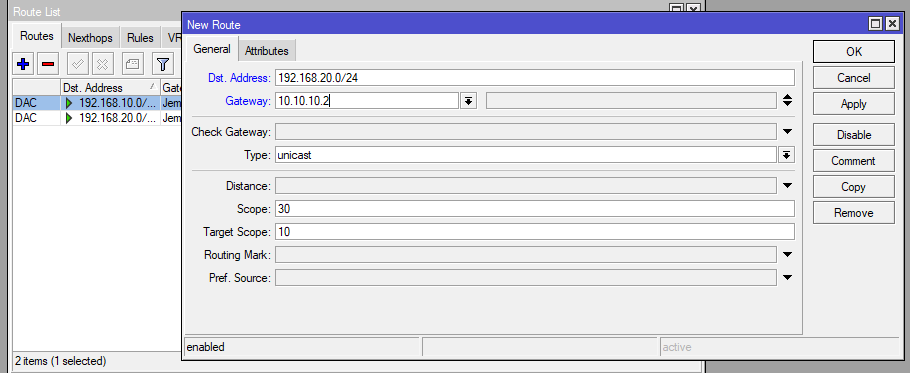 Route List
New Route
Routes Nexthops Rules VR
General Attributes
Dst. Address: 192.168.20.0/24
Gateway: 10.10.10.2
Check Gateway:
Type: unicast
Distance:
Scope: 30
Target Scope: 10
Routing Mark:
Pref. Source:
OK
Cancel
Apply
Disable
Comment
Copy
Remove
Dst. Address Gate
DAC 192.168.10.0/... Jem
DAC 192.168.20.0/... Jem
enabled active
2 items (1 selected)